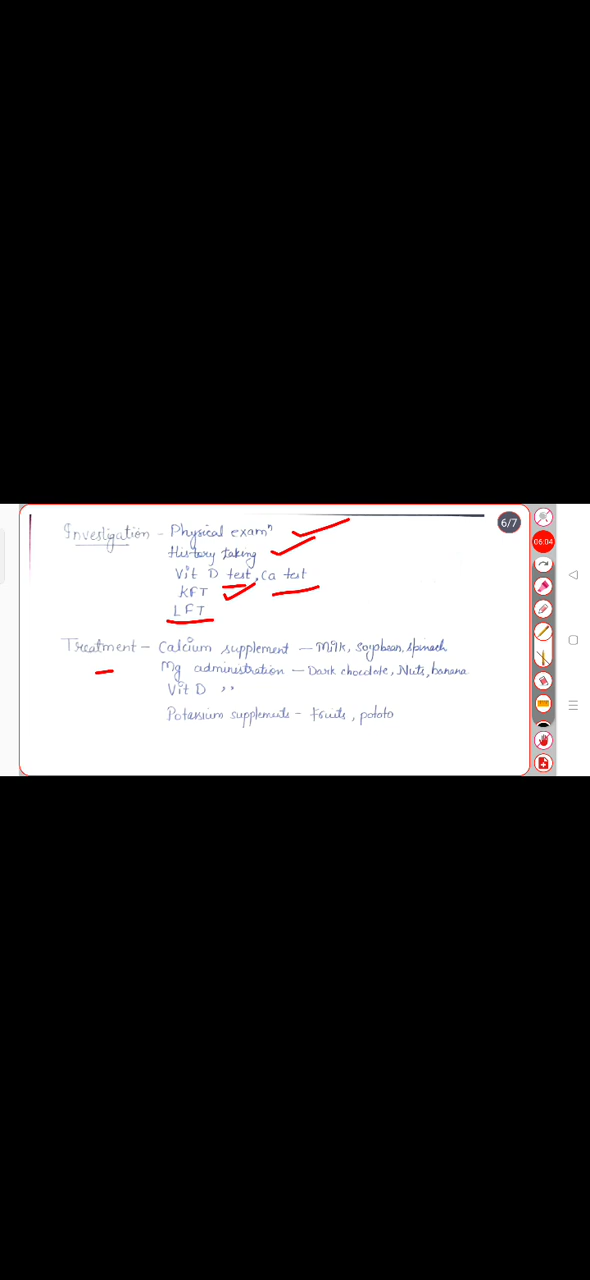 6/7
Investigation - Physical examⁿ
History taking
06:04
Vit D test, Ca test
KFT
LFT
Treatment - Calcium supplement - Milk, Soyabean, spinach
Mg administration - Dark chocolate, Nuts, banana
Vit D ,,
Potassium supplements - fruits, pototo